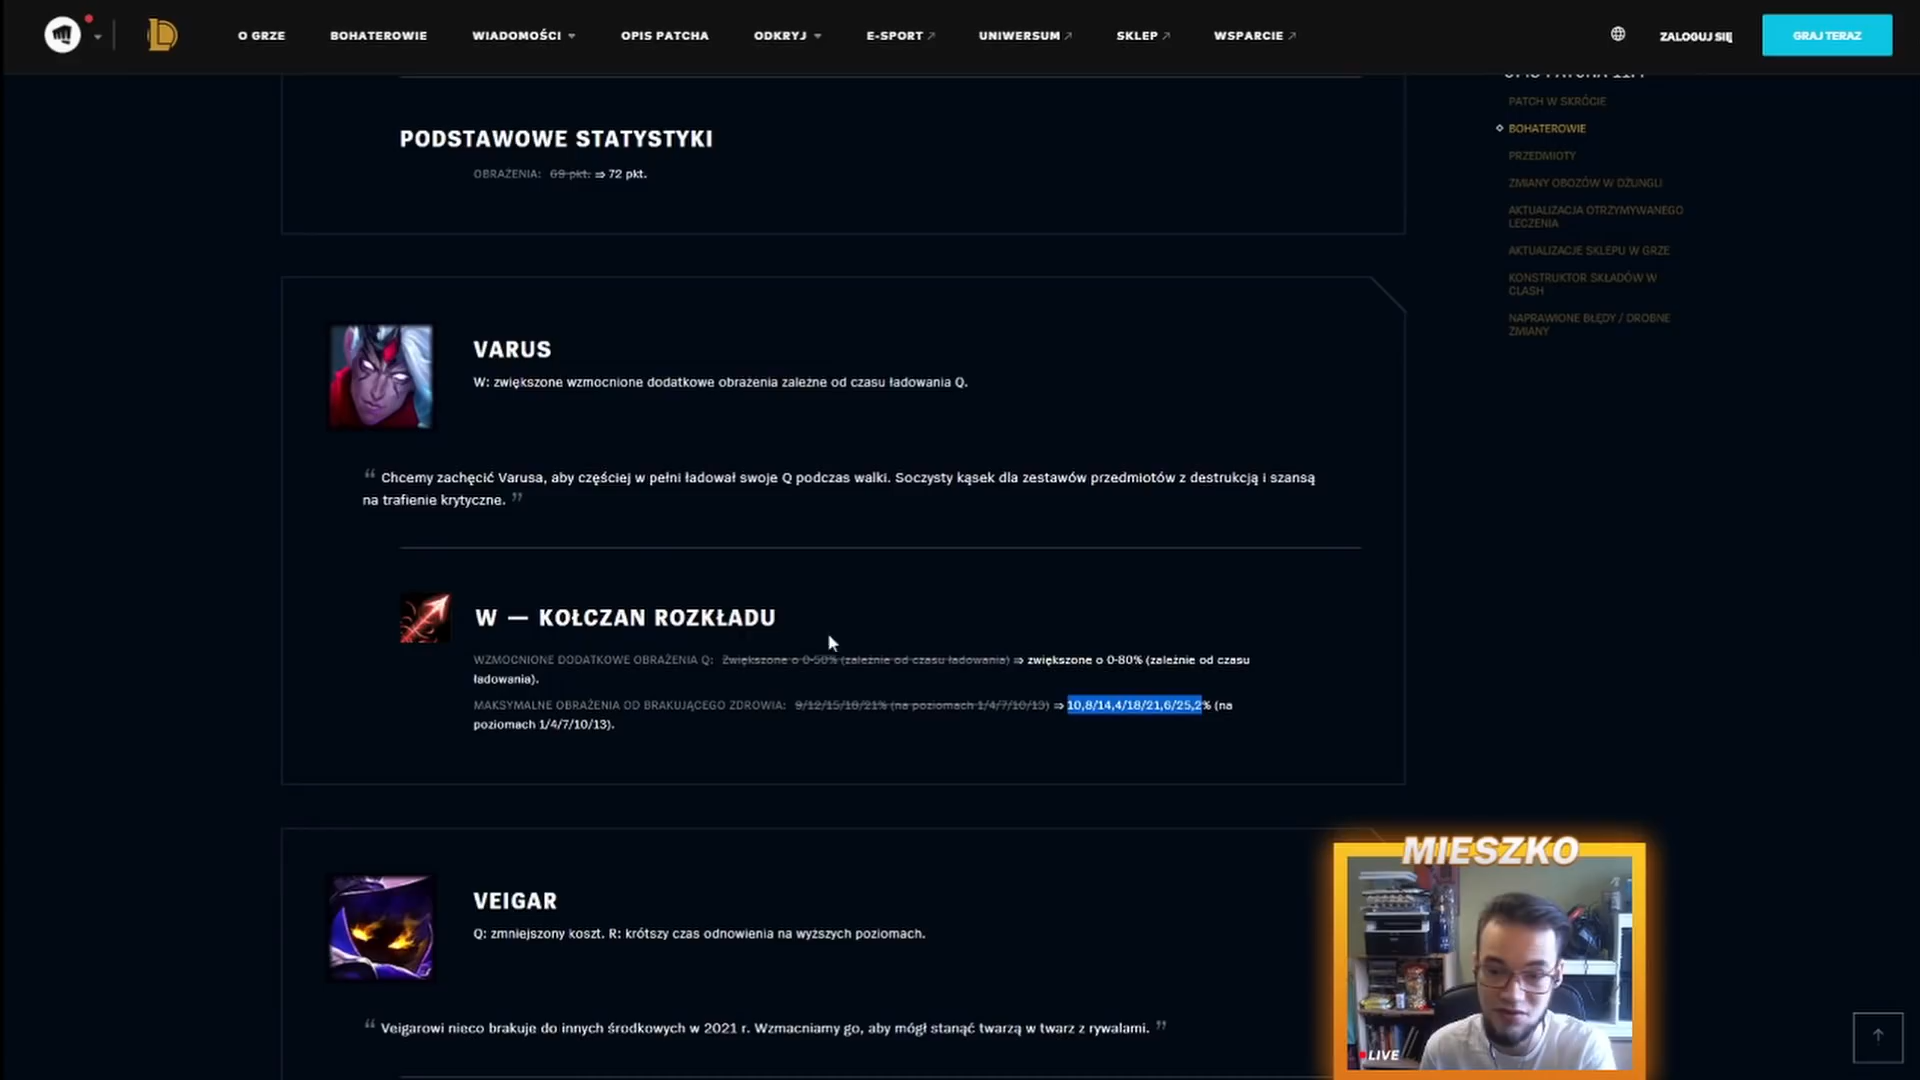 O GRZE
BOHATEROWIE
WIADOMOŚCI
OPIS PATCHA
ODKRYJ
E-SPORT
UNIWERSUM
SKLEP
WSPARCIE
ZALOGUJ SIĘ
GRAJ TERAZ
PATCH W SKRÓCIE
BOHATEROWIE
PRZEDMIOTY
ZMIANY OBOZÓW W DŻUNGLI
AKTUALIZACJA OTRZYMYWANEGO
LECZENIA
AKTUALIZACJE SKLEPU W GRZE
KONSTRUKTOR SKŁADÓW W
CLASH
NAPRAWIONE BŁĘDY / DROBNE
ZMIANY
PODSTAWOWE STATYSTYKI
OBRAŻENIA: 69 pkt. ⇒ 72 pkt.
VARUS
W: zwiększone wzmocnione dodatkowe obrażenia zależne od czasu ładowania Q.
“ Chcemy zachęcić Varusa, aby częściej w pełni ładował swoje Q podczas walki. Soczysty kąsek dla zestawów przedmiotów z destrukcją i szansą
na trafienie krytyczne. ”
W — KOŁCZAN ROZKŁADU
WZMOCNIONE DODATKOWE OBRAŻENIA Q: Zwiększone o 0-50% (zależnie od czasu ładowania) ⇒ zwiększone o 0-80% (zależnie od czasu
ładowania).
MAKSYMALNE OBRAŻENIA OD BRAKUJĄCEGO ZDROWIA: 9/12/15/18/21% (na poziomach 1/4/7/10/13) ⇒ 10,8/14,4/18/21,6/25,2% (na
poziomach 1/4/7/10/13).
VEIGAR
Q: zmniejszony koszt. R: krótszy czas odnowienia na wyższych poziomach.
“ Veigarowi nieco brakuje do innych środkowych w 2021 r. Wzmacniamy go, aby mógł stanąć twarzą w twarz z rywalami. ”
MIESZKO
LIVE